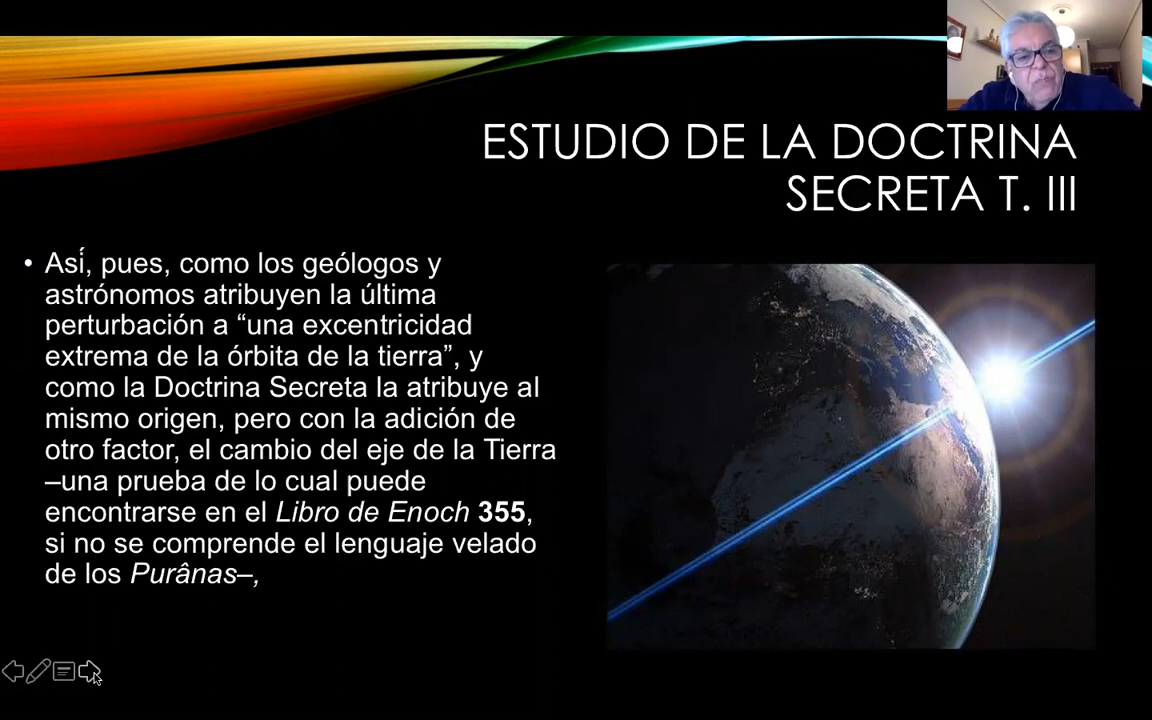 ESTUDIO DE LA DOCTRINA
SECRETA T. III
• Así, pues, como los geólogos y
astrónomos atribuyen la última
perturbación a “una excentricidad
extrema de la órbita de la tierra”, y
como la Doctrina Secreta la atribuye al
mismo origen, pero con la adición de
otro factor, el cambio del eje de la Tierra
–una prueba de lo cual puede
encontrarse en el Libro de Enoch 355,
si no se comprende el lenguaje velado
de los Purânas–,